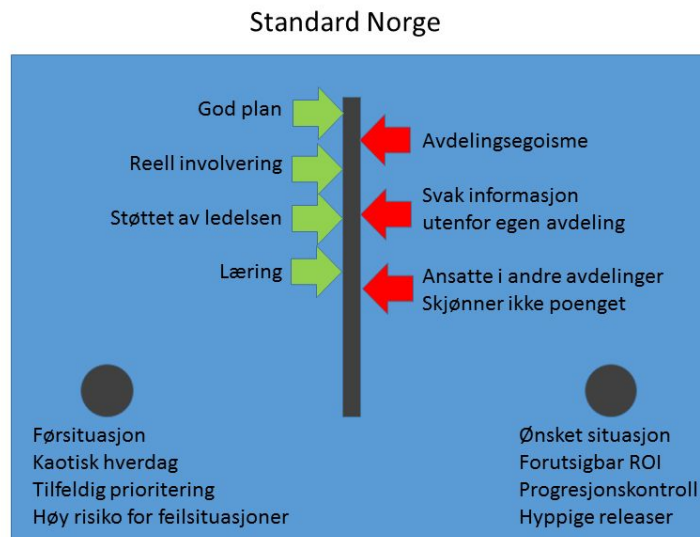 Standard Norge
God plan
Reell involvering
Støttet av ledelsen
Læring
Avdelingsegoisme
Svak informasjon
utenfor egen avdeling
Ansatte i andre avdelinger
Skjønner ikke poenget
Førsituasjon
Kaotisk hverdag
Tilfeldig prioritering
Høy risiko for feilsituasjoner
Ønsket situasjon
Forutsigbar ROI
Progresjonskontroll
Hyppige releaser